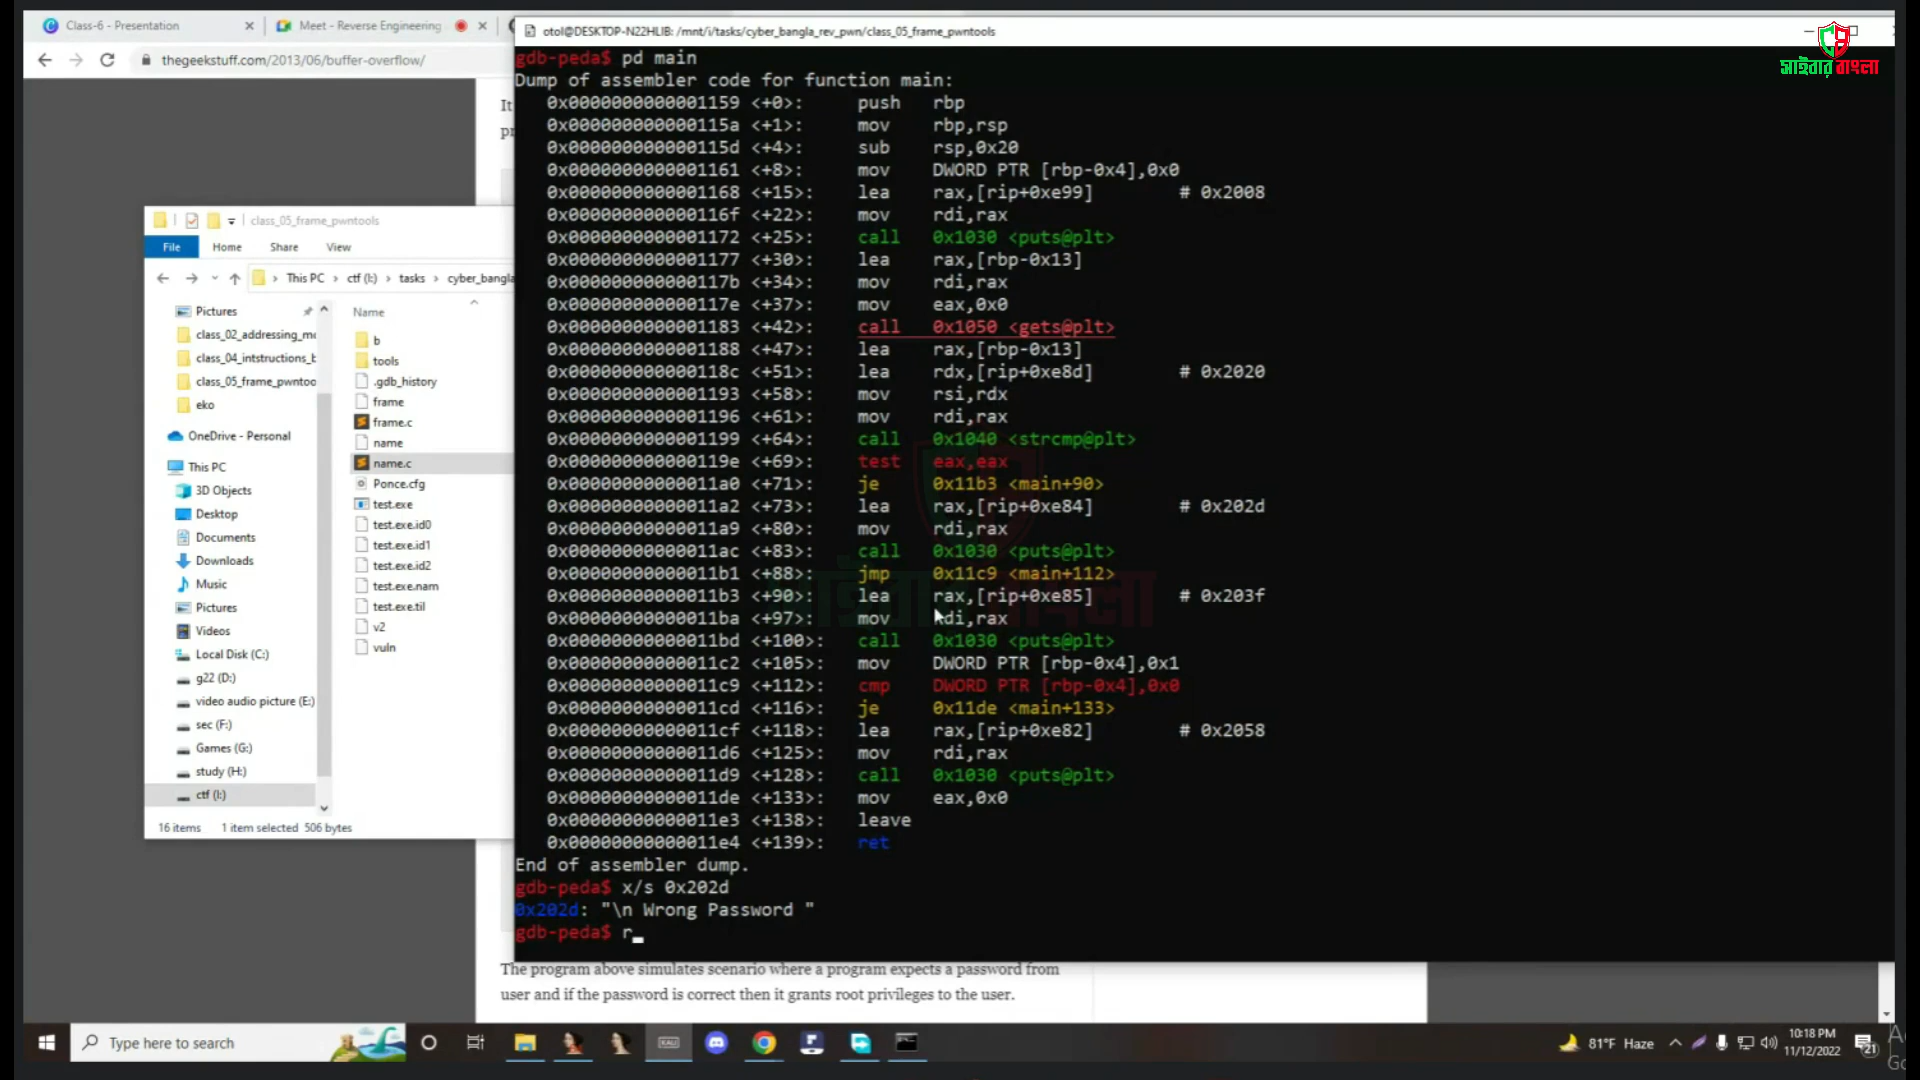 Class-6 - Presentation
Meet - Reverse Engineering
otol@DESKTOP-N22HLIB: /mnt/i/tasks/cyber_bangla_rev_pwn/class_05_frame_pwntools
সাইবার বাংলা
thegeekstuff.com/2013/06/buffer-overflow/
gdb-peda$ pd main
Dump of assembler code for function main:
0x0000000000001159 <+0>: push rbp
0x000000000000115a <+1>: mov rbp,rsp
0x000000000000115d <+4>: sub rsp,0x20
0x0000000000001161 <+8>: mov DWORD PTR [rbp-0x4],0x0
0x0000000000001168 <+15>: lea rax,[rip+0xe99] # 0x2008
0x000000000000116f <+22>: mov rdi,rax
0x0000000000001172 <+25>: call 0x1030 <puts@plt>
0x0000000000001177 <+30>: lea rax,[rbp-0x13]
0x000000000000117b <+34>: mov rdi,rax
0x000000000000117e <+37>: mov eax,0x0
0x0000000000001183 <+42>: call 0x1050 <gets@plt>
0x0000000000001188 <+47>: lea rax,[rbp-0x13]
0x000000000000118c <+51>: lea rdx,[rip+0xe8d] # 0x2020
0x0000000000001193 <+58>: mov rsi,rdx
0x0000000000001196 <+61>: mov rdi,rax
0x0000000000001199 <+64>: call 0x1040 <strcmp@plt>
0x000000000000119e <+69>: test eax,eax
0x00000000000011a0 <+71>: je 0x11b3 <main+90>
0x00000000000011a2 <+73>: lea rax,[rip+0xe84] # 0x202d
0x00000000000011a9 <+80>: mov rdi,rax
0x00000000000011ac <+83>: call 0x1030 <puts@plt>
0x00000000000011b1 <+88>: jmp 0x11c9 <main+112>
0x00000000000011b3 <+90>: lea rax,[rip+0xe85] # 0x203f
0x00000000000011ba <+97>: mov rdi,rax
0x00000000000011bd <+100>: call 0x1030 <puts@plt>
0x00000000000011c2 <+105>: mov DWORD PTR [rbp-0x4],0x1
0x00000000000011c9 <+112>: cmp DWORD PTR [rbp-0x4],0x0
0x00000000000011cd <+116>: je 0x11de <main+133>
0x00000000000011cf <+118>: lea rax,[rip+0xe82] # 0x2058
0x00000000000011d6 <+125>: mov rdi,rax
0x00000000000011d9 <+128>: call 0x1030 <puts@plt>
0x00000000000011de <+133>: mov eax,0x0
0x00000000000011e3 <+138>: leave
0x00000000000011e4 <+139>: ret
End of assembler dump.
gdb-peda$ x/s 0x202d
0x202d: "\n Wrong Password "
gdb-peda$ r_
It
class_05_frame_pwntools
File Home Share View
This PC › ctf (I:) › tasks › cyber_bangla
Name
Pictures
class_02_addressing_m
class_04_intstructions_b
class_05_frame_pwntoo
eko
OneDrive - Personal
This PC
3D Objects
Desktop
Documents
Downloads
Music
Pictures
Videos
Local Disk (C:)
g22 (D:)
video audio picture (E:)
sec (F:)
Games (G:)
study (H:)
ctf (I:)
b
tools
.gdb_history
frame
frame.c
name
name.c
Ponce.cfg
test.exe
test.exe.id0
test.exe.id1
test.exe.id2
test.exe.nam
test.exe.til
v2
vuln
16 items 1 item selected 506 bytes
The program above simulates scenario where a program expects a password from
user and if the password is correct then it grants root privileges to the user.
Type here to search
81°F Haze
10:18 PM
11/12/2022
21